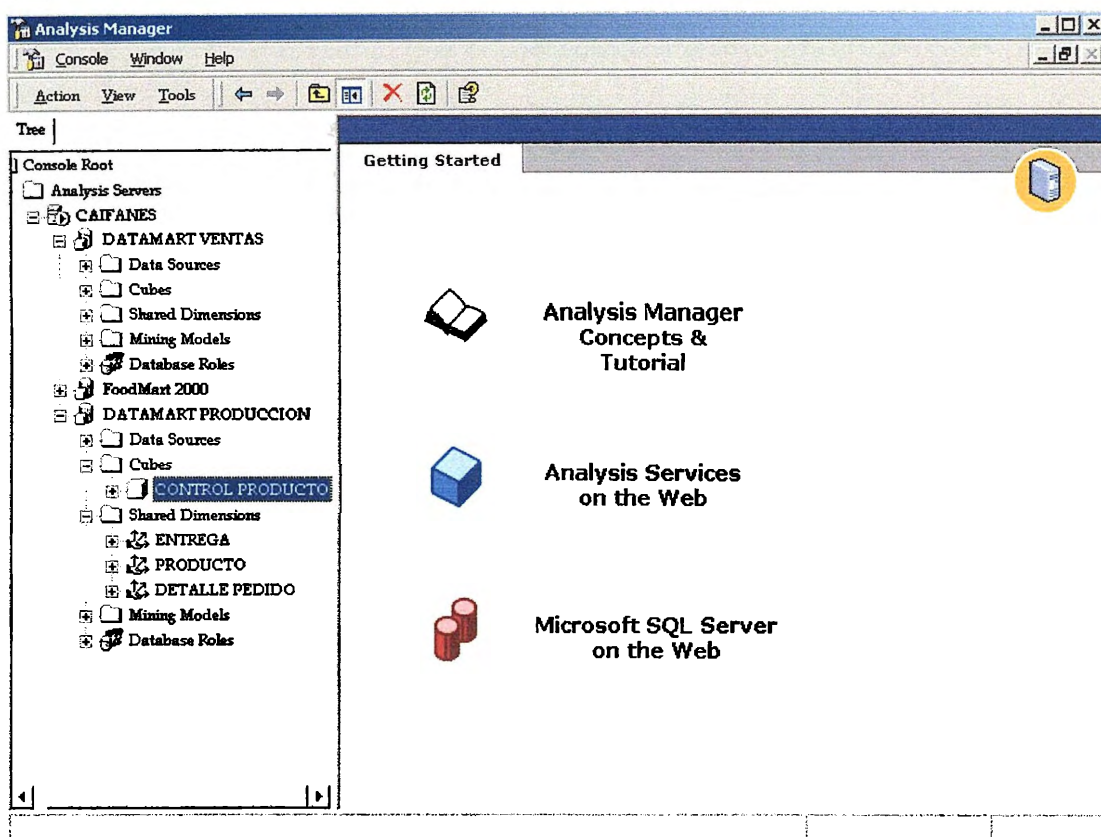 Analysis Manager
Console Window Help
Action View Tools
Tree
Console Root
Analysis Servers
CAIFANES
DATAMART VENTAS
Data Sources
Cubes
Shared Dimensions
Mining Models
Database Roles
FoodMart 2000
DATAMART PRODUCCION
Data Sources
Cubes
CONTROL PRODUCTO
Shared Dimensions
ENTREGA
PRODUCTO
DETALLE PEDIDO
Mining Models
Database Roles
Getting Started
Analysis Manager
Concepts &
Tutorial
Analysis Services
on the Web
Microsoft SQL Server
on the Web